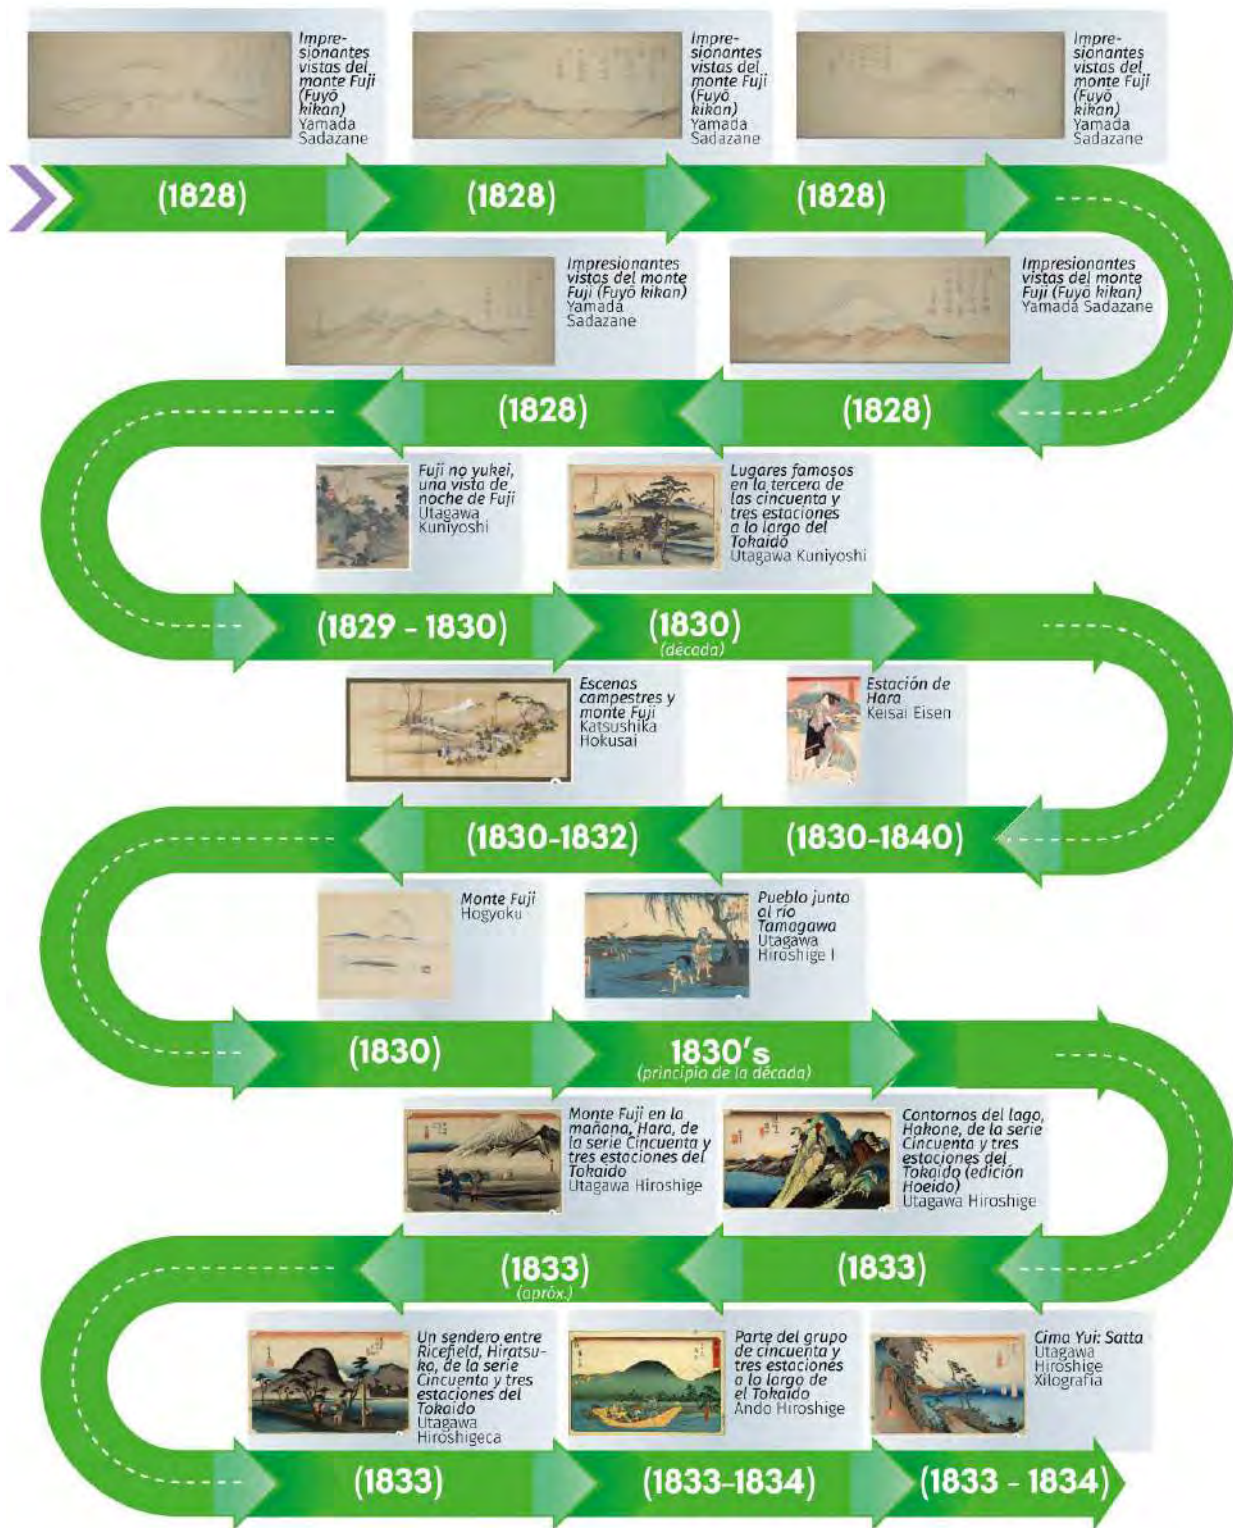 Impre-
sionantes
vistas del
monte Fuji
(Fuyō
kikan)
Yamada
Sadazane
Impre-
sionantes
vistas del
monte Fuji
(Fuyō
kikan)
Yamada
Sadazane
Impre-
sionantes
vistas del
monte Fuji
(Fuyō
kikan)
Yamada
Sadazane
(1828)
(1828)
(1828)
Impresionantes
vistas del monte
Fuji (Fuyō kikan)
Yamada
Sadazane
Impresionantes
vistas del monte
Fuji (Fuyō kikan)
Yamada Sadazane
(1828)
(1828)
Fuji no yukei,
una vista de
noche de Fuji
Utagawa
Kuniyoshi
Lugares famosos
en la tercera de
las cincuenta y
tres estaciones
a lo largo del
Tokaido
Utagawa Kuniyoshi
(1829 - 1830)
(1830)
(década)
Escenas
campestres y
monte Fuji
Katsushika
Hokusai
Estación de
Hara
Keisai Eisen
(1830-1832)
(1830-1840)
Monte Fuji
Hogyoku
Pueblo junto
al río
Tamagawa
Utagawa
Hiroshige I
(1830)
1830's
(principio de la década)
Monte Fuji en la
mañana, Hara, de
la serie Cincuenta y
tres estaciones del
Tokaido
Utagawa Hiroshige
Contornos del lago,
Hakone, de la serie
Cincuenta y tres
estaciones del
Tokaido (edición
Hoeido)
Utagawa Hiroshige
(1833)
(apróx.)
(1833)
Un sendero entre
Ricefield, Hiratsu-
ka, de la serie
Cincuenta y tres
estaciones del
Tokaido
Utagawa
Hiroshigeca
Parte del grupo
de cincuenta y
tres estaciones
a lo largo de
el Tokaido
Ando Hiroshige
Cima Yui: Satta
Utagawa
Hiroshige
Xilografía
(1833)
(1833-1834)
(1833 - 1834)